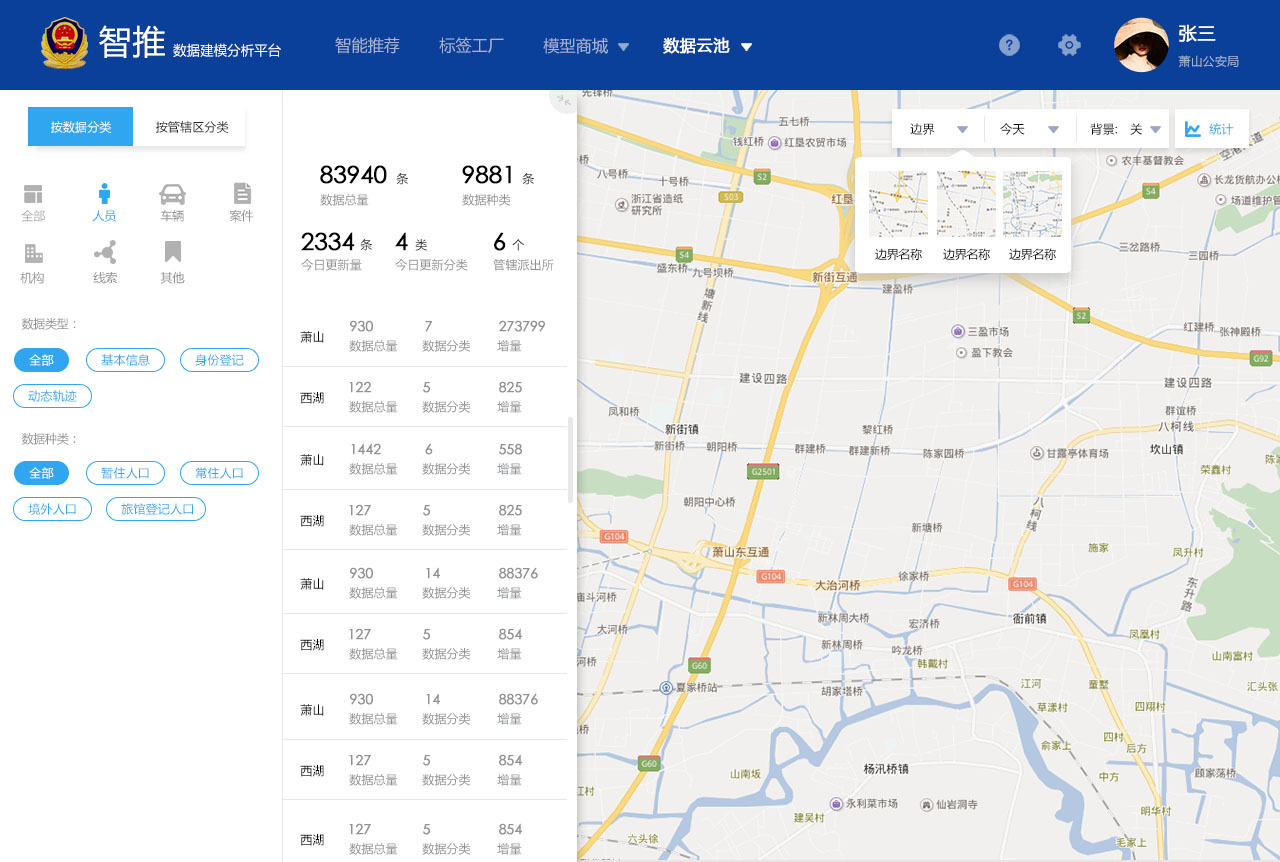 智推 数据建模分析平台
智能推荐
标签工厂
模型商城
数据云池
?
张三
萧山公安局
按数据分类
按管辖区分类
全部
人员
车辆
案件
机构
线索
其他
数据类型：
全部
基本信息
身份登记
动态轨迹
数据种类：
全部
暂住人口
常住人口
境外人口
旅馆登记人口
83940 条
数据总量
9881 条
数据种类
2334 条
今日更新量
4 类
今日更新分类
6 个
管辖派出所
萧山
930
数据总量
7
数据分类
273799
增量
西湖
122
数据总量
5
数据分类
825
增量
萧山
1442
数据总量
6
数据分类
558
增量
西湖
127
数据总量
5
数据分类
825
增量
萧山
930
数据总量
14
数据分类
88376
增量
西湖
127
数据总量
5
数据分类
854
增量
萧山
930
数据总量
14
数据分类
88376
增量
西湖
127
数据总量
5
数据分类
854
增量
西湖
127
数据总量
5
数据分类
854
增量
边界
今天
背景: 关
统计
边界名称
边界名称
边界名称
先锋桥
五七桥
钱红桥
红垦农贸市场
八号桥
十号桥
S2
S03
浙江省造纸
研究所
红垦
农丰基督教会
长龙货航办公
场道维护管
S4
S4
盛东桥
九号坝桥
塘新线
新街互通
建盈桥
三岔路桥
三园桥
S2
三盈市场
盈下教会
红建桥
张神殿桥
G92
建设四路
建设四路
凤和桥
新街镇
新街桥
朝阳桥
群建桥
黎红桥
群建新桥
陈家园桥
群谊桥
八柯线
坎山镇
甘露亭体育场
荣鑫村
G2501
朝阳中心桥
八柯线
新塘桥
G104
萧山东互通
G104
大治河桥
徐家桥
G104
施家
凤升村
东升路
庙斗河桥
大河桥
新林周大桥
新林周桥
宏济桥
吟龙桥
韩戴村
衙前镇
凤凰村
山南富村
G60
夏家桥站
胡家塔桥
江河
草漾村
童墅
四翔村
汇头张
G60
山南坂
杨汛桥镇
俞家上
四村
后方
中方
顾家荡桥
永利菜市场
仙岩洞寺
建吴村
明华村
六头徐
毛家上